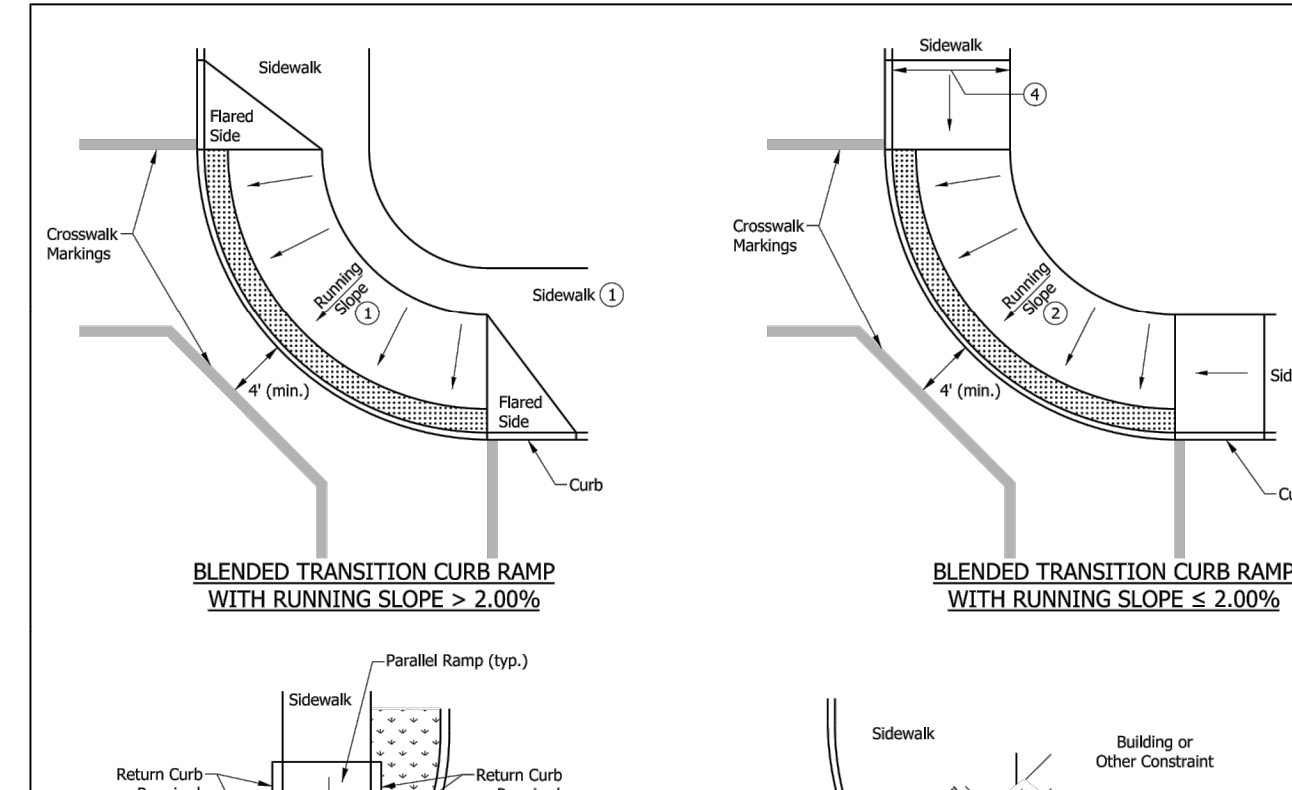 Sidewalk
Flared
Side
Crosswalk
Markings
Running
Slope
1
Sidewalk 1
4' (min.)
Flared
Side
Curb
BLENDED TRANSITION CURB RAMP
WITH RUNNING SLOPE > 2.00%
Sidewalk
4
Crosswalk
Markings
Running
Slope
2
4' (min.)
BLENDED TRANSITION CURB RAMP
WITH RUNNING SLOPE ≤ 2.00%
Parallel Ramp (typ.)
Sidewalk
Return Curb
Return Curb
Sidewalk
Building or
Other Constraint